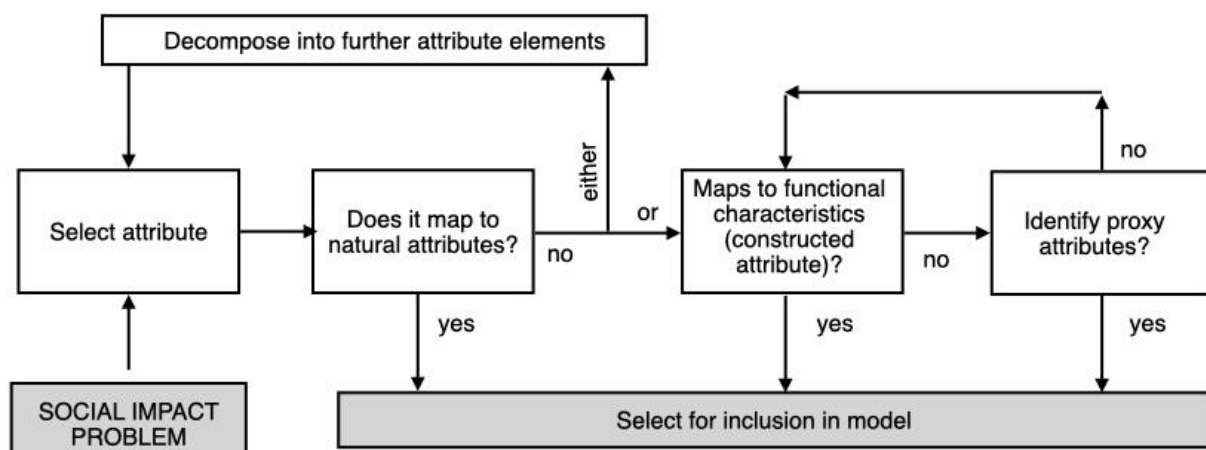 Decompose into further attribute elements
Select attribute
Does it map to
natural attributes?
no
either
or
Maps to functional
characteristics
(constructed
attribute)?
no
Identify proxy
attributes?
no
yes
yes
yes
SOCIAL IMPACT
PROBLEM
Select for inclusion in model